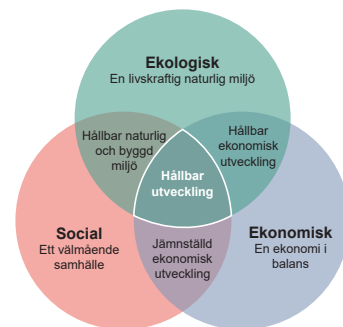 Ekologisk
En livskraftig naturlig miljö
Hållbar naturlig
och byggd
miljö
Hållbar
ekonomisk
utveckling
Hållbar
utveckling
Social
Ett välmående
samhälle
Jämnställd
ekonomisk
utveckling
Ekonomisk
En ekonomi i
balans